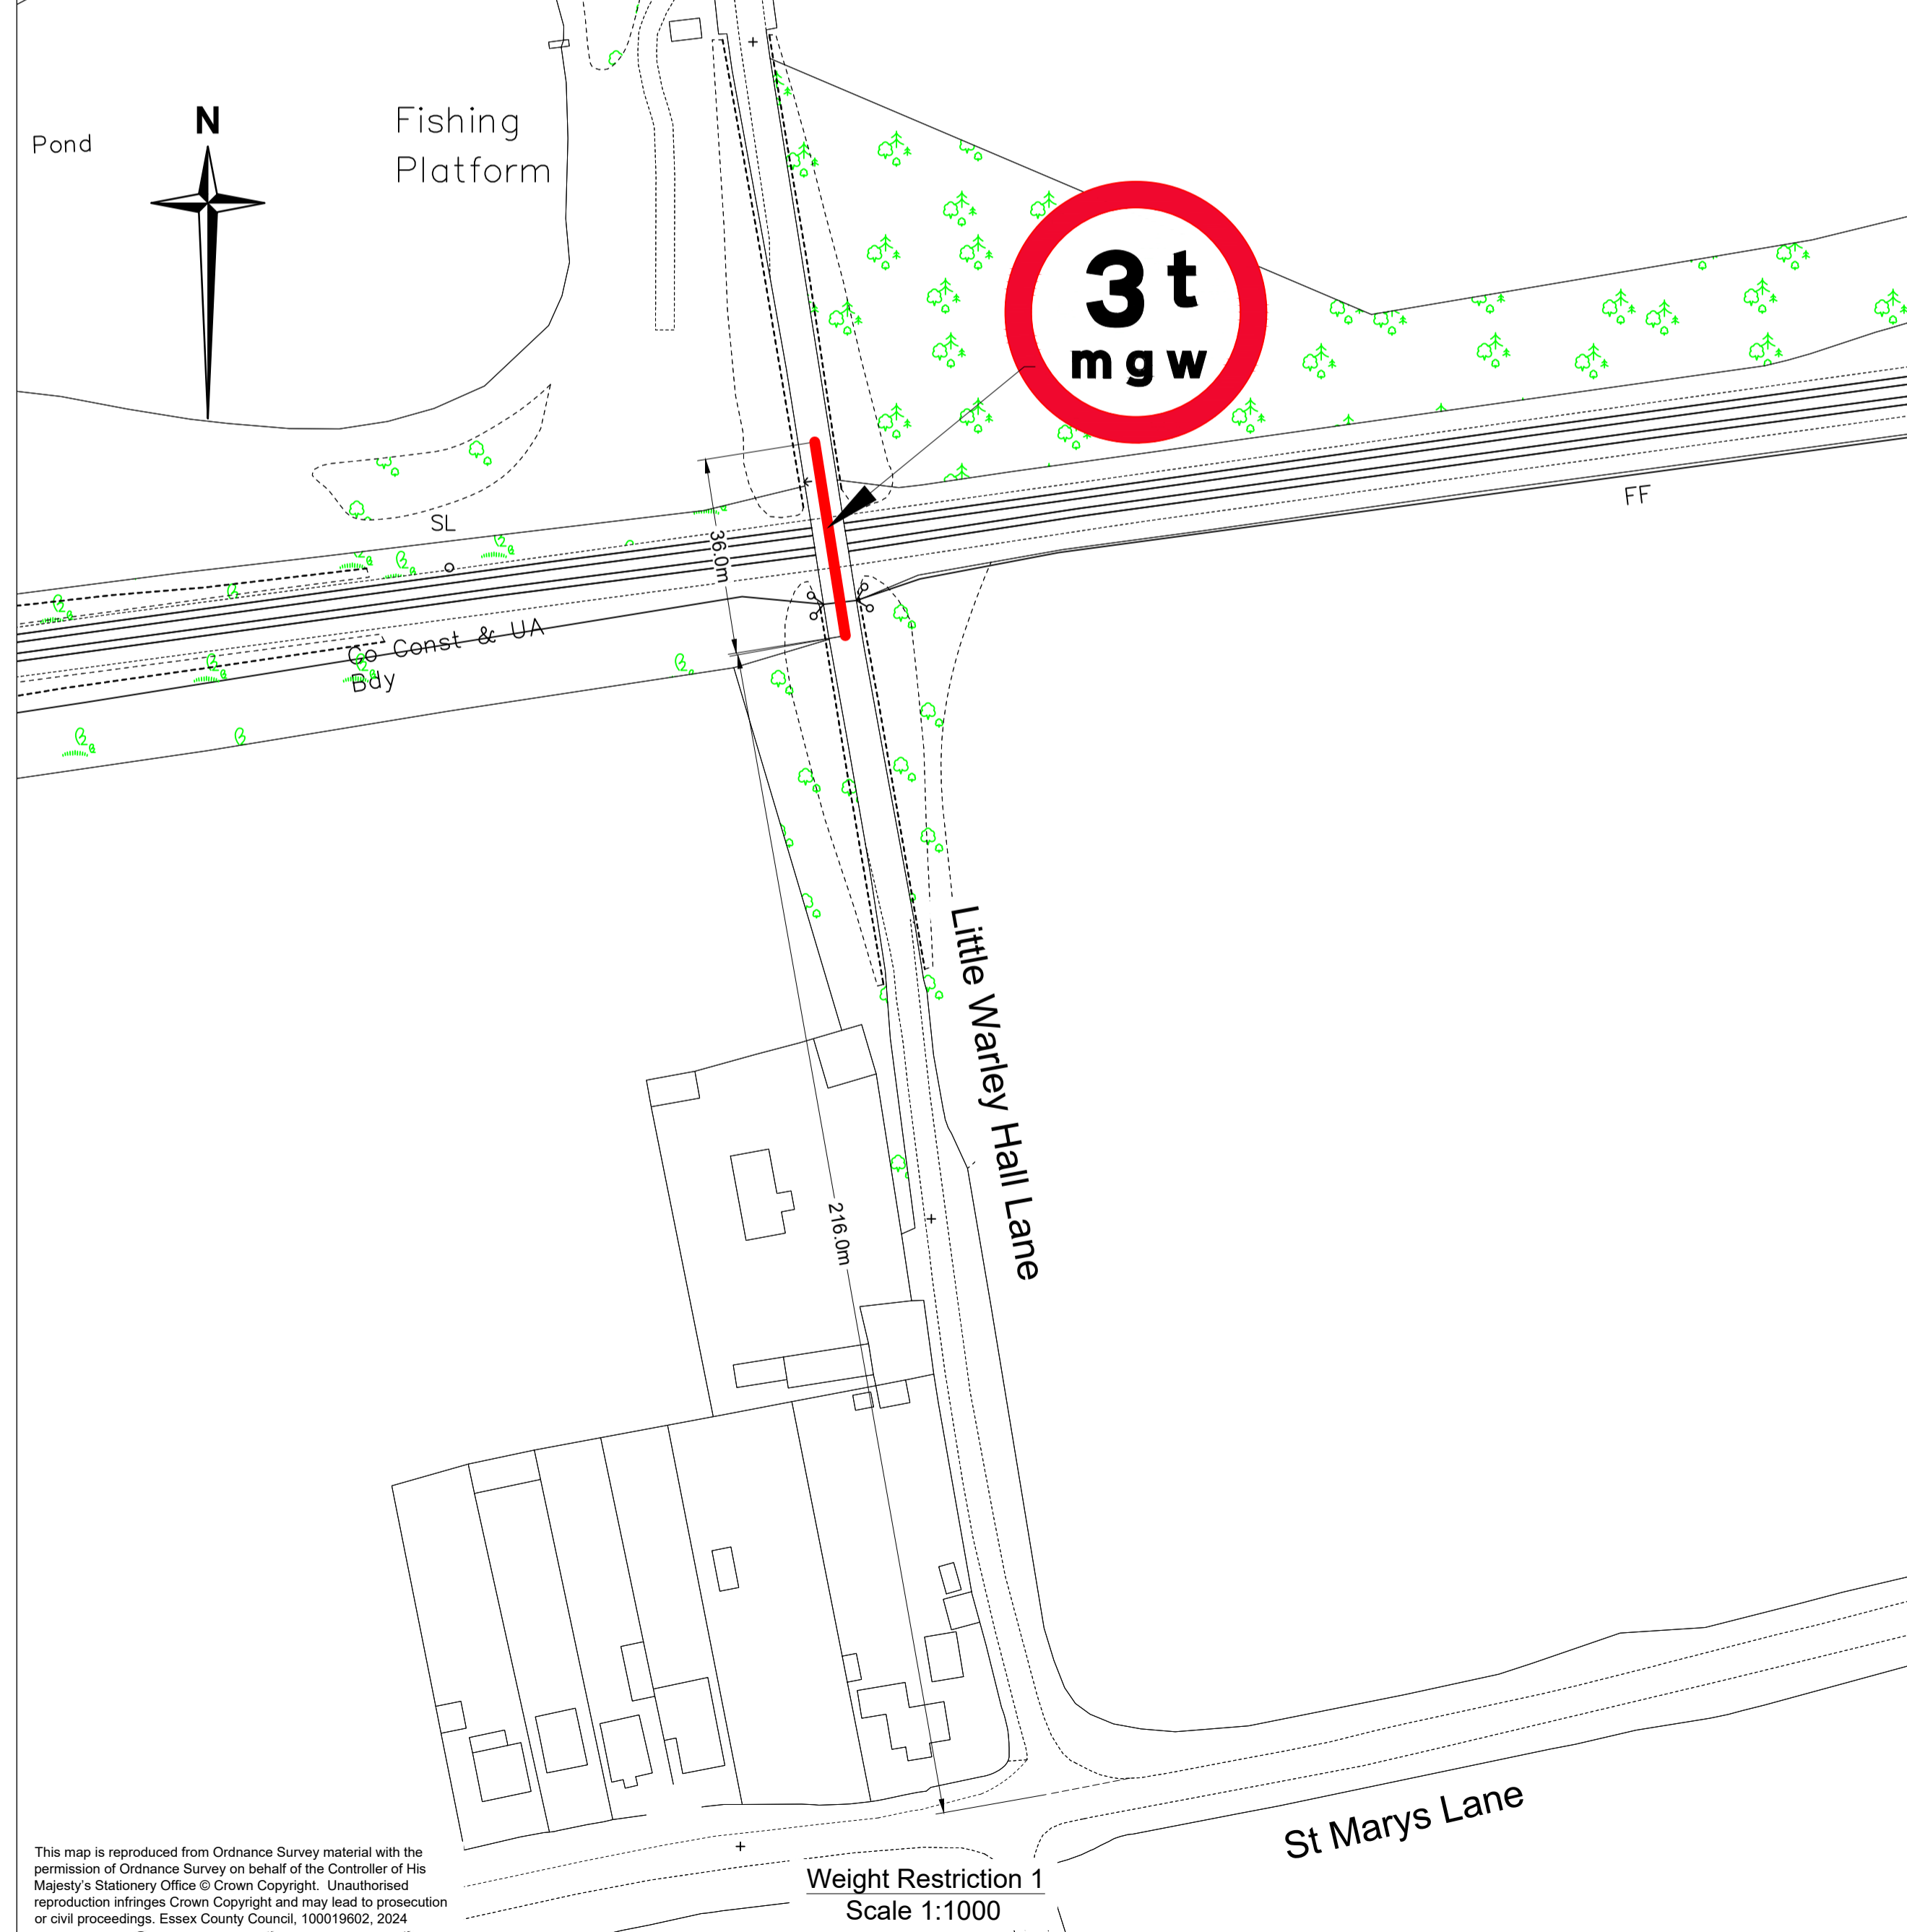 Pond
N
Fishing
Platform
3 t
mgw
36.0m
SL
FF
Co Const & UA
Bdy
Little Warley Hall Lane
216.0m
St Marys Lane
This map is reproduced from Ordnance Survey material with the
permission of Ordnance Survey on behalf of the Controller of His
Majesty's Stationery Office © Crown Copyright. Unauthorised
reproduction infringes Crown Copyright and may lead to prosecution
or civil proceedings. Essex County Council, 100019602, 2024
Weight Restriction 1
Scale 1:1000